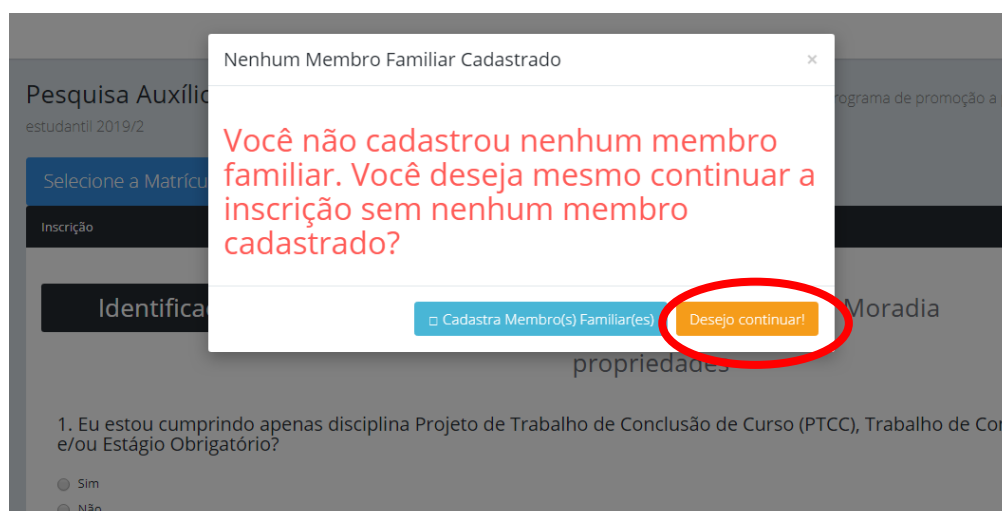 Nenhum Membro Familiar Cadastrado ×
Pesquisa Auxílio
rograma de promoção a
estudantil 2019/2
Você não cadastrou nenhum membro
familiar. Você deseja mesmo continuar a
inscrição sem nenhum membro
cadastrado?
Selecione a Matrícu
Inscrição
Cadastra Membro(s) Familiar(es)
Desejo continuar!
Identifica
Moradia
propriedades
1. Eu estou cumprindo apenas disciplina Projeto de Trabalho de Conclusão de Curso (PTCC), Trabalho de Con
e/ou Estágio Obrigatório?
Sim
Não